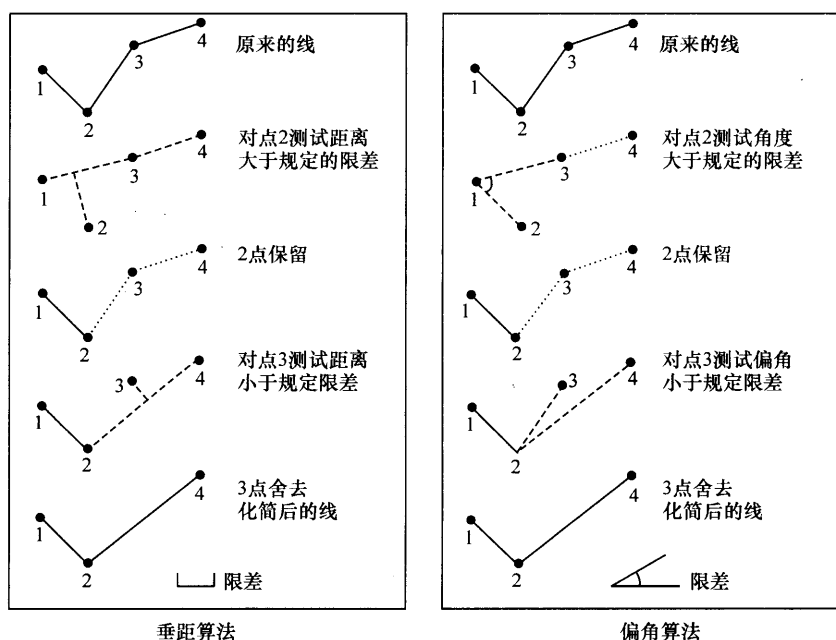 原来的线
1
2
3
4
对点2测试距离
大于规定的限差
1
2
3
4
2点保留
1
2
3
4
对点3测试距离
小于规定限差
1
2
3
4
3点舍去
化简后的线
1
2
4
限差
垂距算法
原来的线
1
2
3
4
对点2测试角度
大于规定的限差
1
2
3
4
2点保留
1
2
3
4
对点3测试偏角
小于规定限差
1
2
3
4
3点舍去
化简后的线
1
2
4
限差
偏角算法